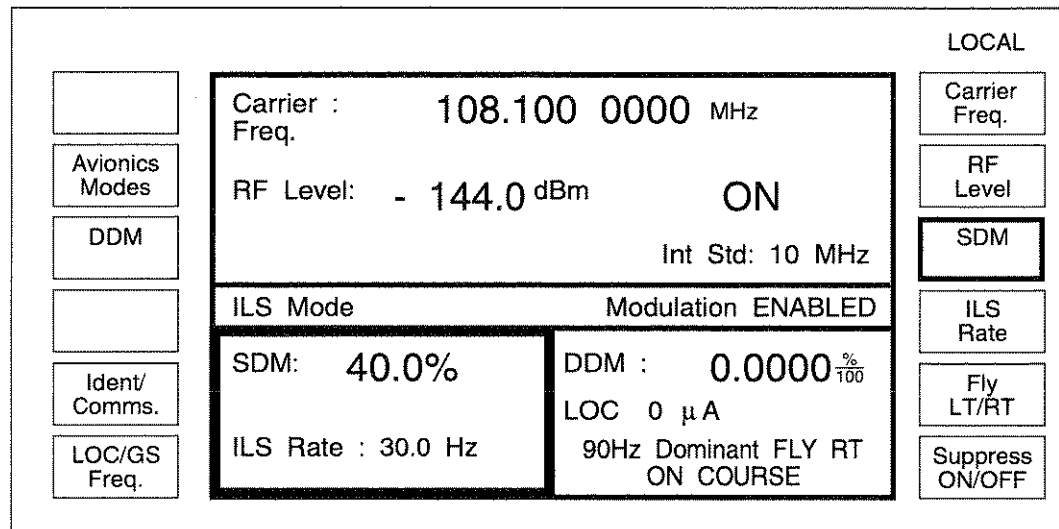 LOCAL
Avionics
Modes
DDM
Ident/
Comms.
LOC/GS
Freq.
Carrier :
Freq.
108.100 0000 MHz
RF Level: - 144.0 dBm ON
Int Std: 10 MHz
ILS Mode Modulation ENABLED
SDM: 40.0%
ILS Rate : 30.0 Hz
DDM : 0.0000 %/100
LOC 0 μA
90Hz Dominant FLY RT
ON COURSE
Carrier
Freq.
RF
Level
SDM
ILS
Rate
Fly
LT/RT
Suppress
ON/OFF